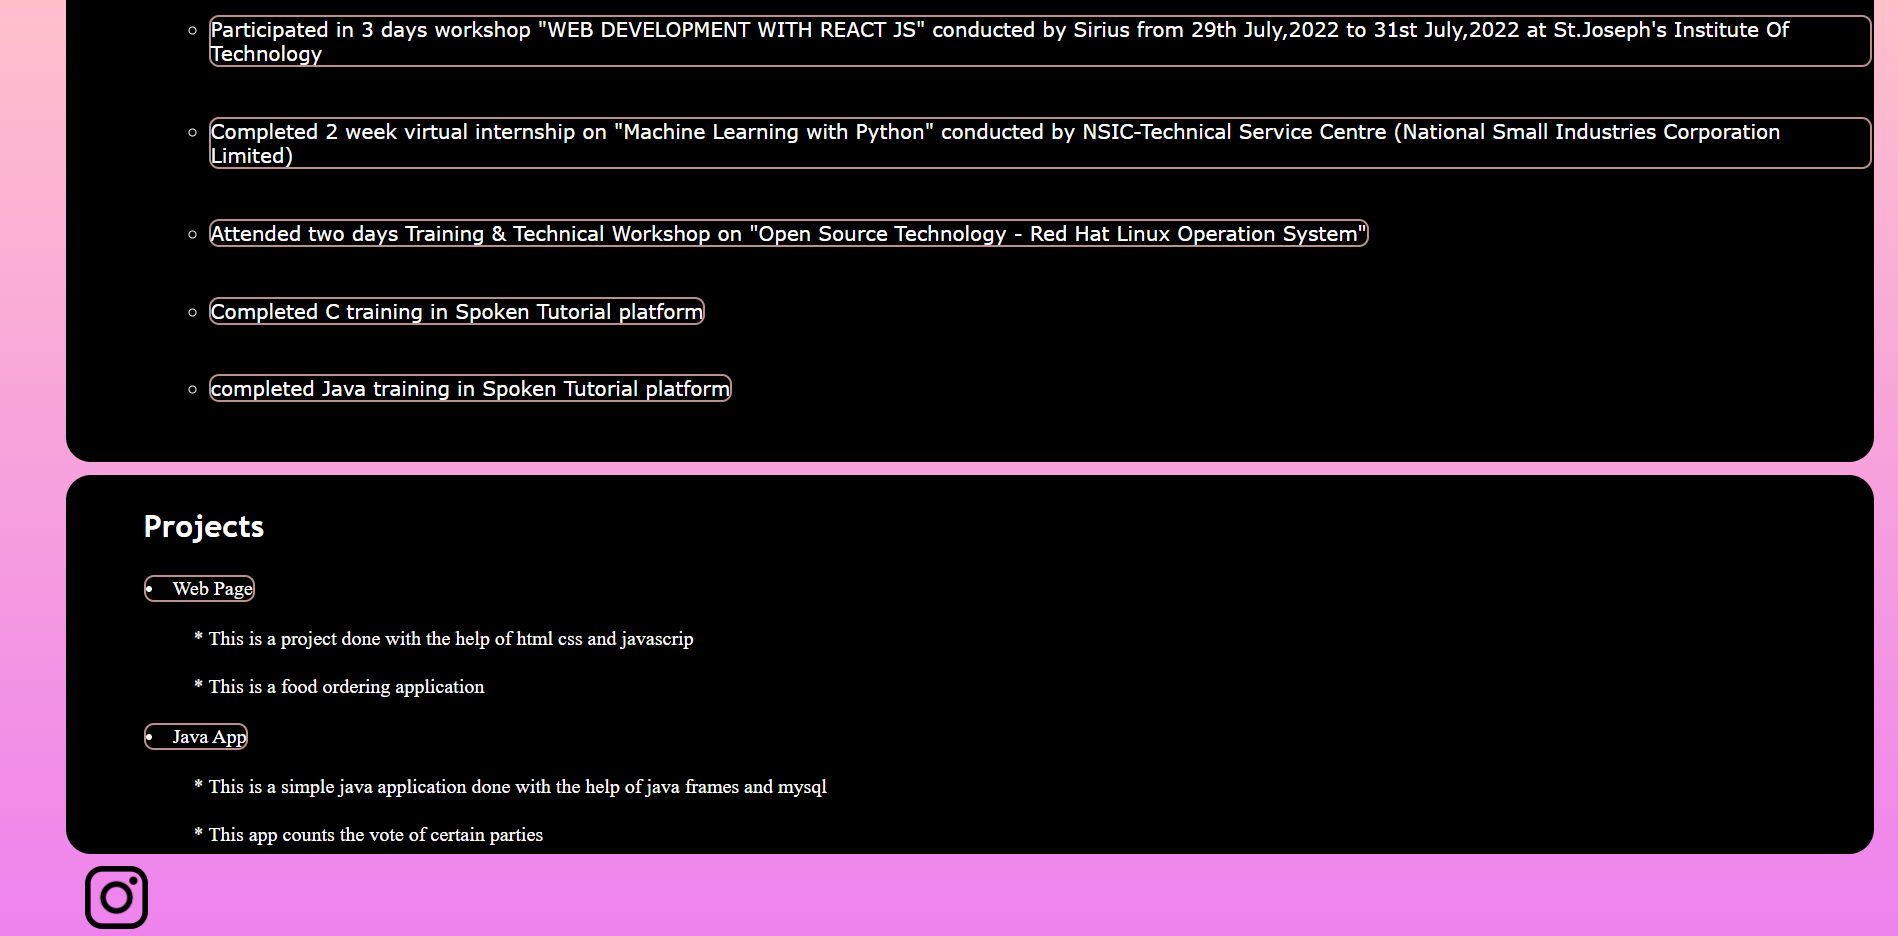 Participated in 3 days workshop "WEB DEVELOPMENT WITH REACT JS" conducted by Sirius from 29th July,2022 to 31st July,2022 at St.Joseph's Institute Of
Technology
Completed 2 week virtual internship on "Machine Learning with Python" conducted by NSIC-Technical Service Centre (National Small Industries Corporation
Limited)
Attended two days Training & Technical Workshop on "Open Source Technology - Red Hat Linux Operation System"
Completed C training in Spoken Tutorial platform
completed Java training in Spoken Tutorial platform
Projects
Web Page
* This is a project done with the help of html css and javascrip
* This is a food ordering application
Java App
* This is a simple java application done with the help of java frames and mysql
* This app counts the vote of certain parties